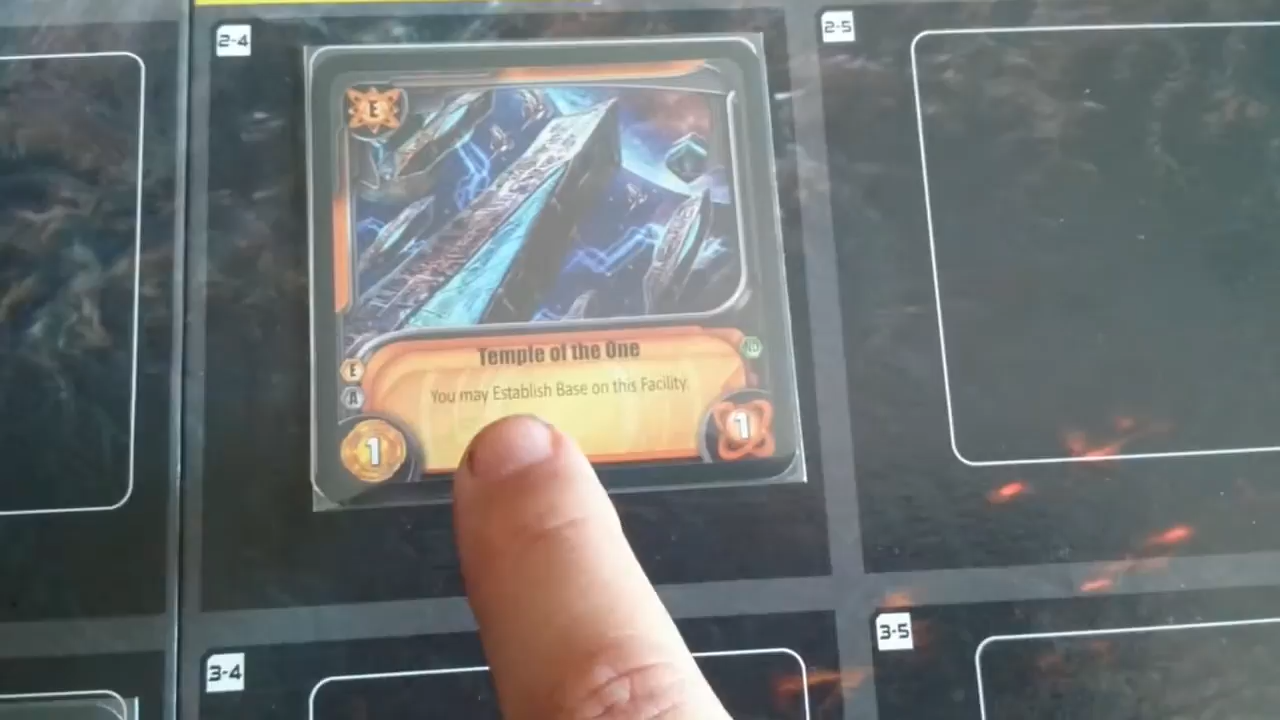 2-4
2-5
E
Temple of the One
You may Establish Base on this Facility.
E
A
1
1
3-4
3-5